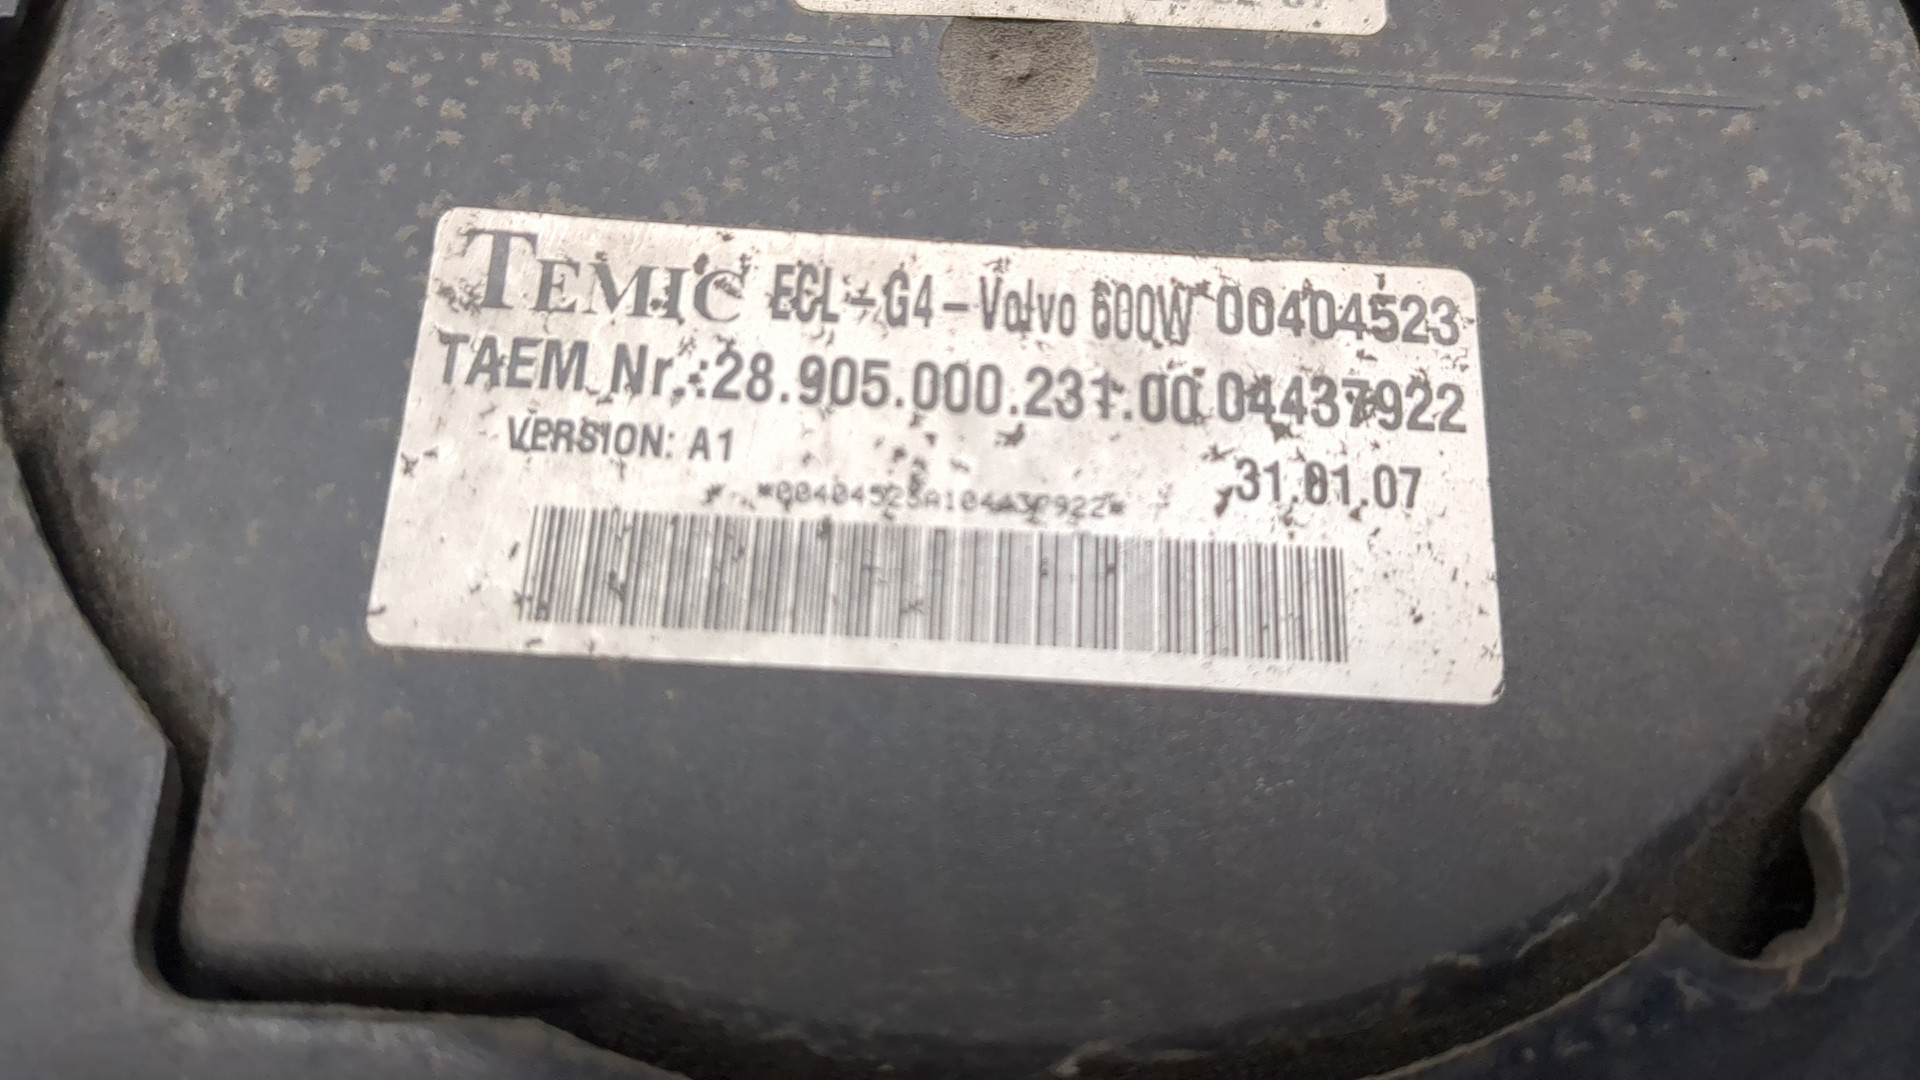 TEMIC ECL-G4-Volvo 600W 00404523
TAEM Nr.:28.905.000.231.00 04437922
VERSION: A1
31.01.07
*00404523A104437922*